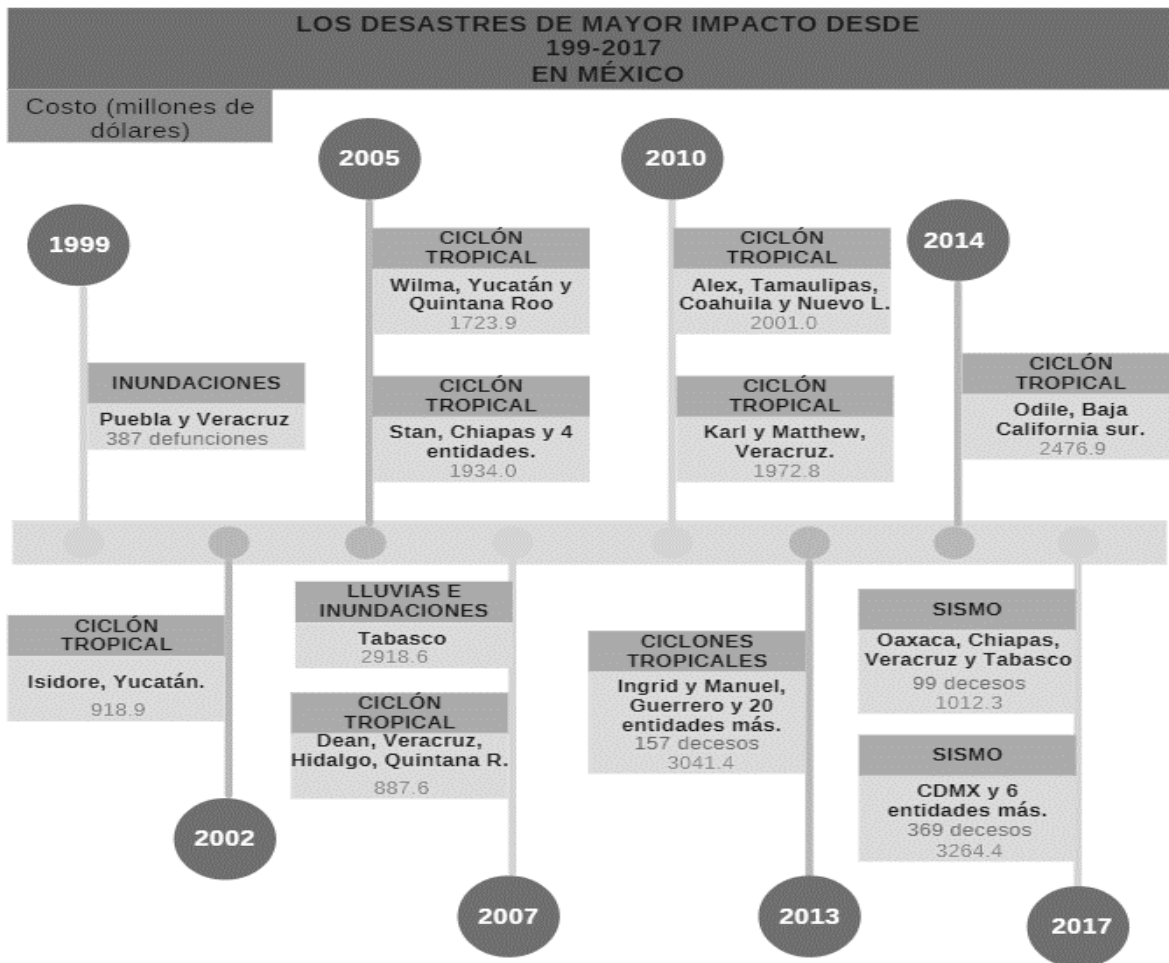 LOS DESASTRES DE MAYOR IMPACTO DESDE
199-2017
EN MÉXICO
Costo (millones de
dólares)
1999
INUNDACIONES
Puebla y Veracruz
387 defunciones
2002
CICLÓN
TROPICAL
Isidore, Yucatán.
918.9
2005
CICLÓN
TROPICAL
Wilma, Yucatán y
Quintana Roo
1723.9
CICLÓN
TROPICAL
Stan, Chiapas y 4
entidades.
1934.0
2007
LLUVIAS E
INUNDACIONES
Tabasco
2918.6
CICLÓN
TROPICAL
Dean, Veracruz,
Hidalgo, Quintana R.
887.6
2010
CICLÓN
TROPICAL
Alex, Tamaulipas,
Coahuila y Nuevo L.
2001.0
CICLÓN
TROPICAL
Karl y Matthew,
Veracruz.
1972.8
2013
CICLONES
TROPICALES
Ingrid y Manuel,
Guerrero y 20
entidades más.
157 decesos
3041.4
2014
CICLÓN
TROPICAL
Odile, Baja
California sur.
2476.9
2017
SISMO
Oaxaca, Chiapas,
Veracruz y Tabasco
99 decesos
1012.3
SISMO
CDMX y 6
entidades más.
369 decesos
3264.4